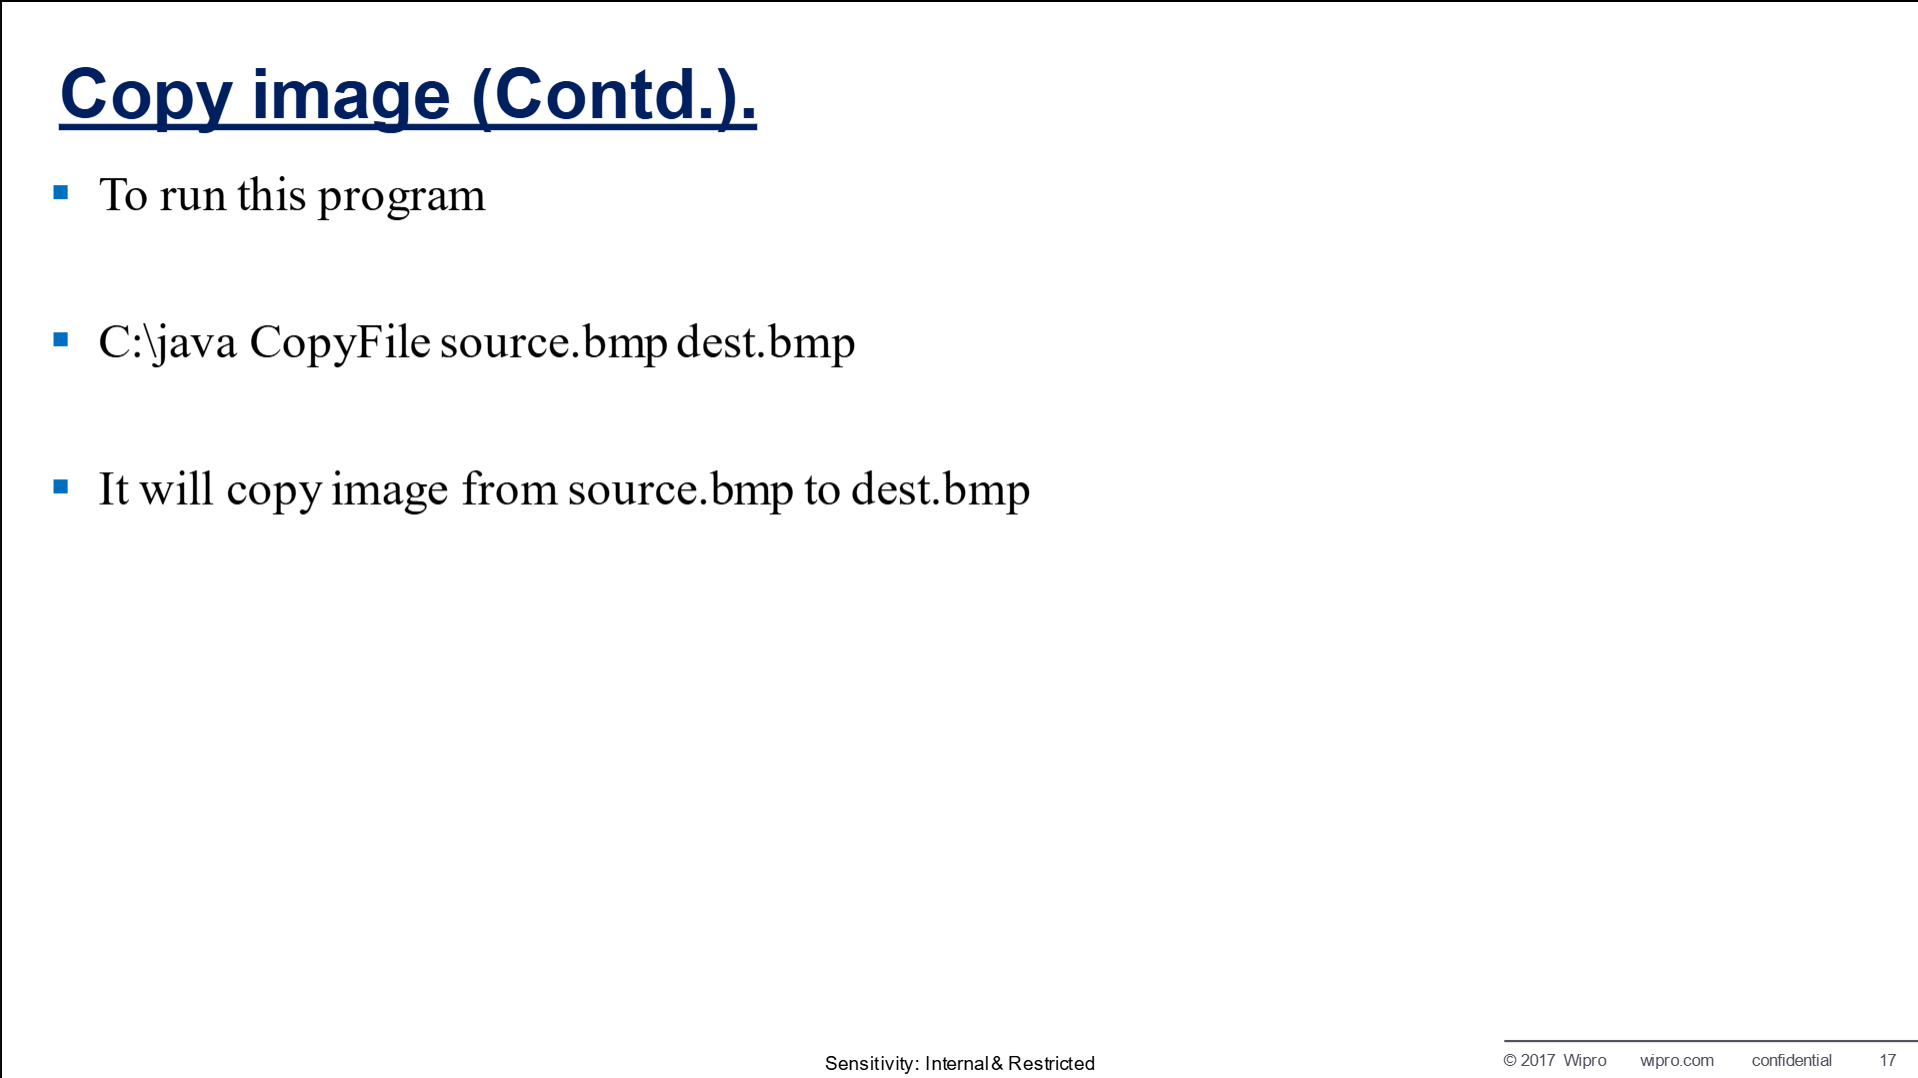 Copy image (Contd.).
To run this program
C:\java CopyFile source.bmp dest.bmp
It will copy image from source.bmp to dest.bmp
Sensitivity: Internal & Restricted
© 2017 Wipro wipro.com confidential 17